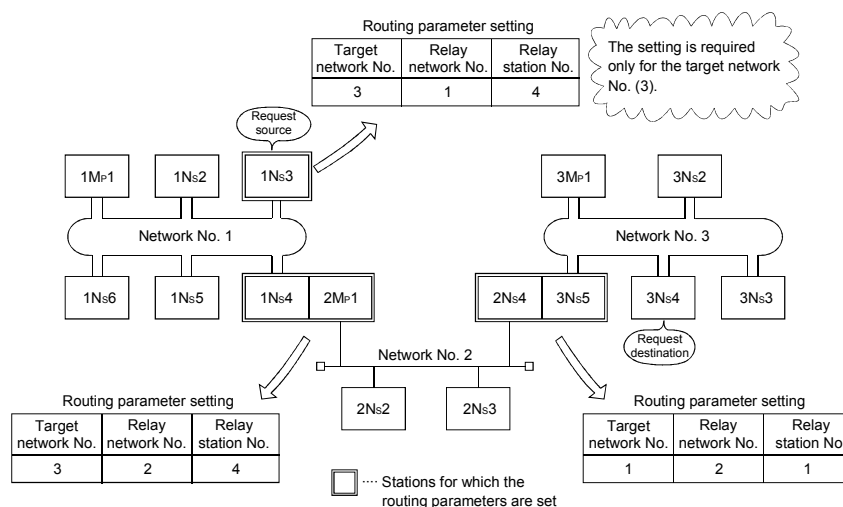 Routing parameter setting
Target network No. Relay network No. Relay station No.
3 1 4
The setting is required
only for the target network
No. (3).
Request
source
1MP1 1NS2 1NS3
3MP1 3NS2
Network No. 1
Network No. 3
1NS6 1NS5 1NS4 2MP1
2NS4 3NS5 3NS4 3NS3
Request
destination
Network No. 2
2NS2 2NS3
Routing parameter setting
Target network No. Relay network No. Relay station No.
3 2 4
Routing parameter setting
Target network No. Relay network No. Relay station No
1 2 1
···· Stations for which the
routing parameters are set